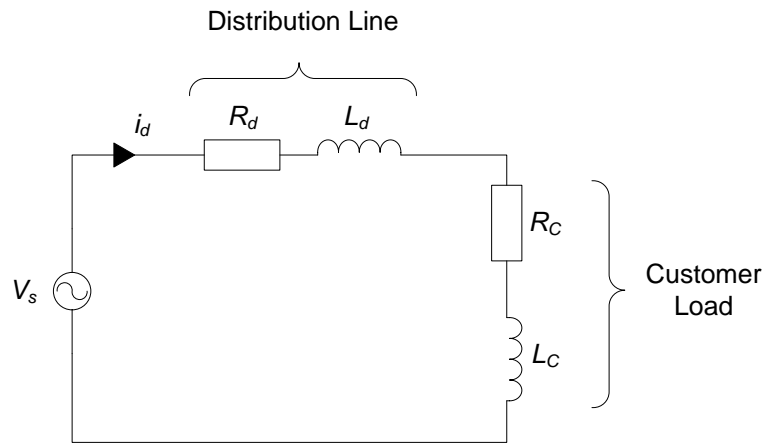 Distribution Line
i_d
R_d
L_d
R_C
V_s
Customer
Load
L_C